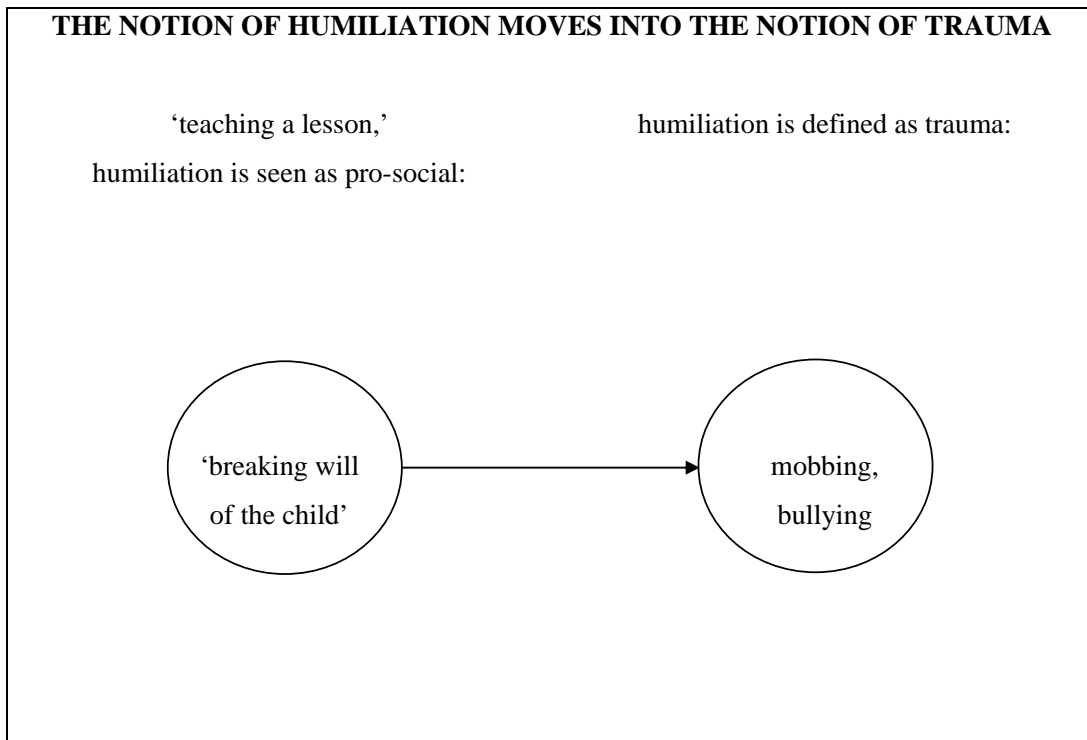 THE NOTION OF HUMILIATION MOVES INTO THE NOTION OF TRAUMA
‘teaching a lesson,’
humiliation is seen as pro-social:
humiliation is defined as trauma:
‘breaking will
of the child’
mobbing,
bullying